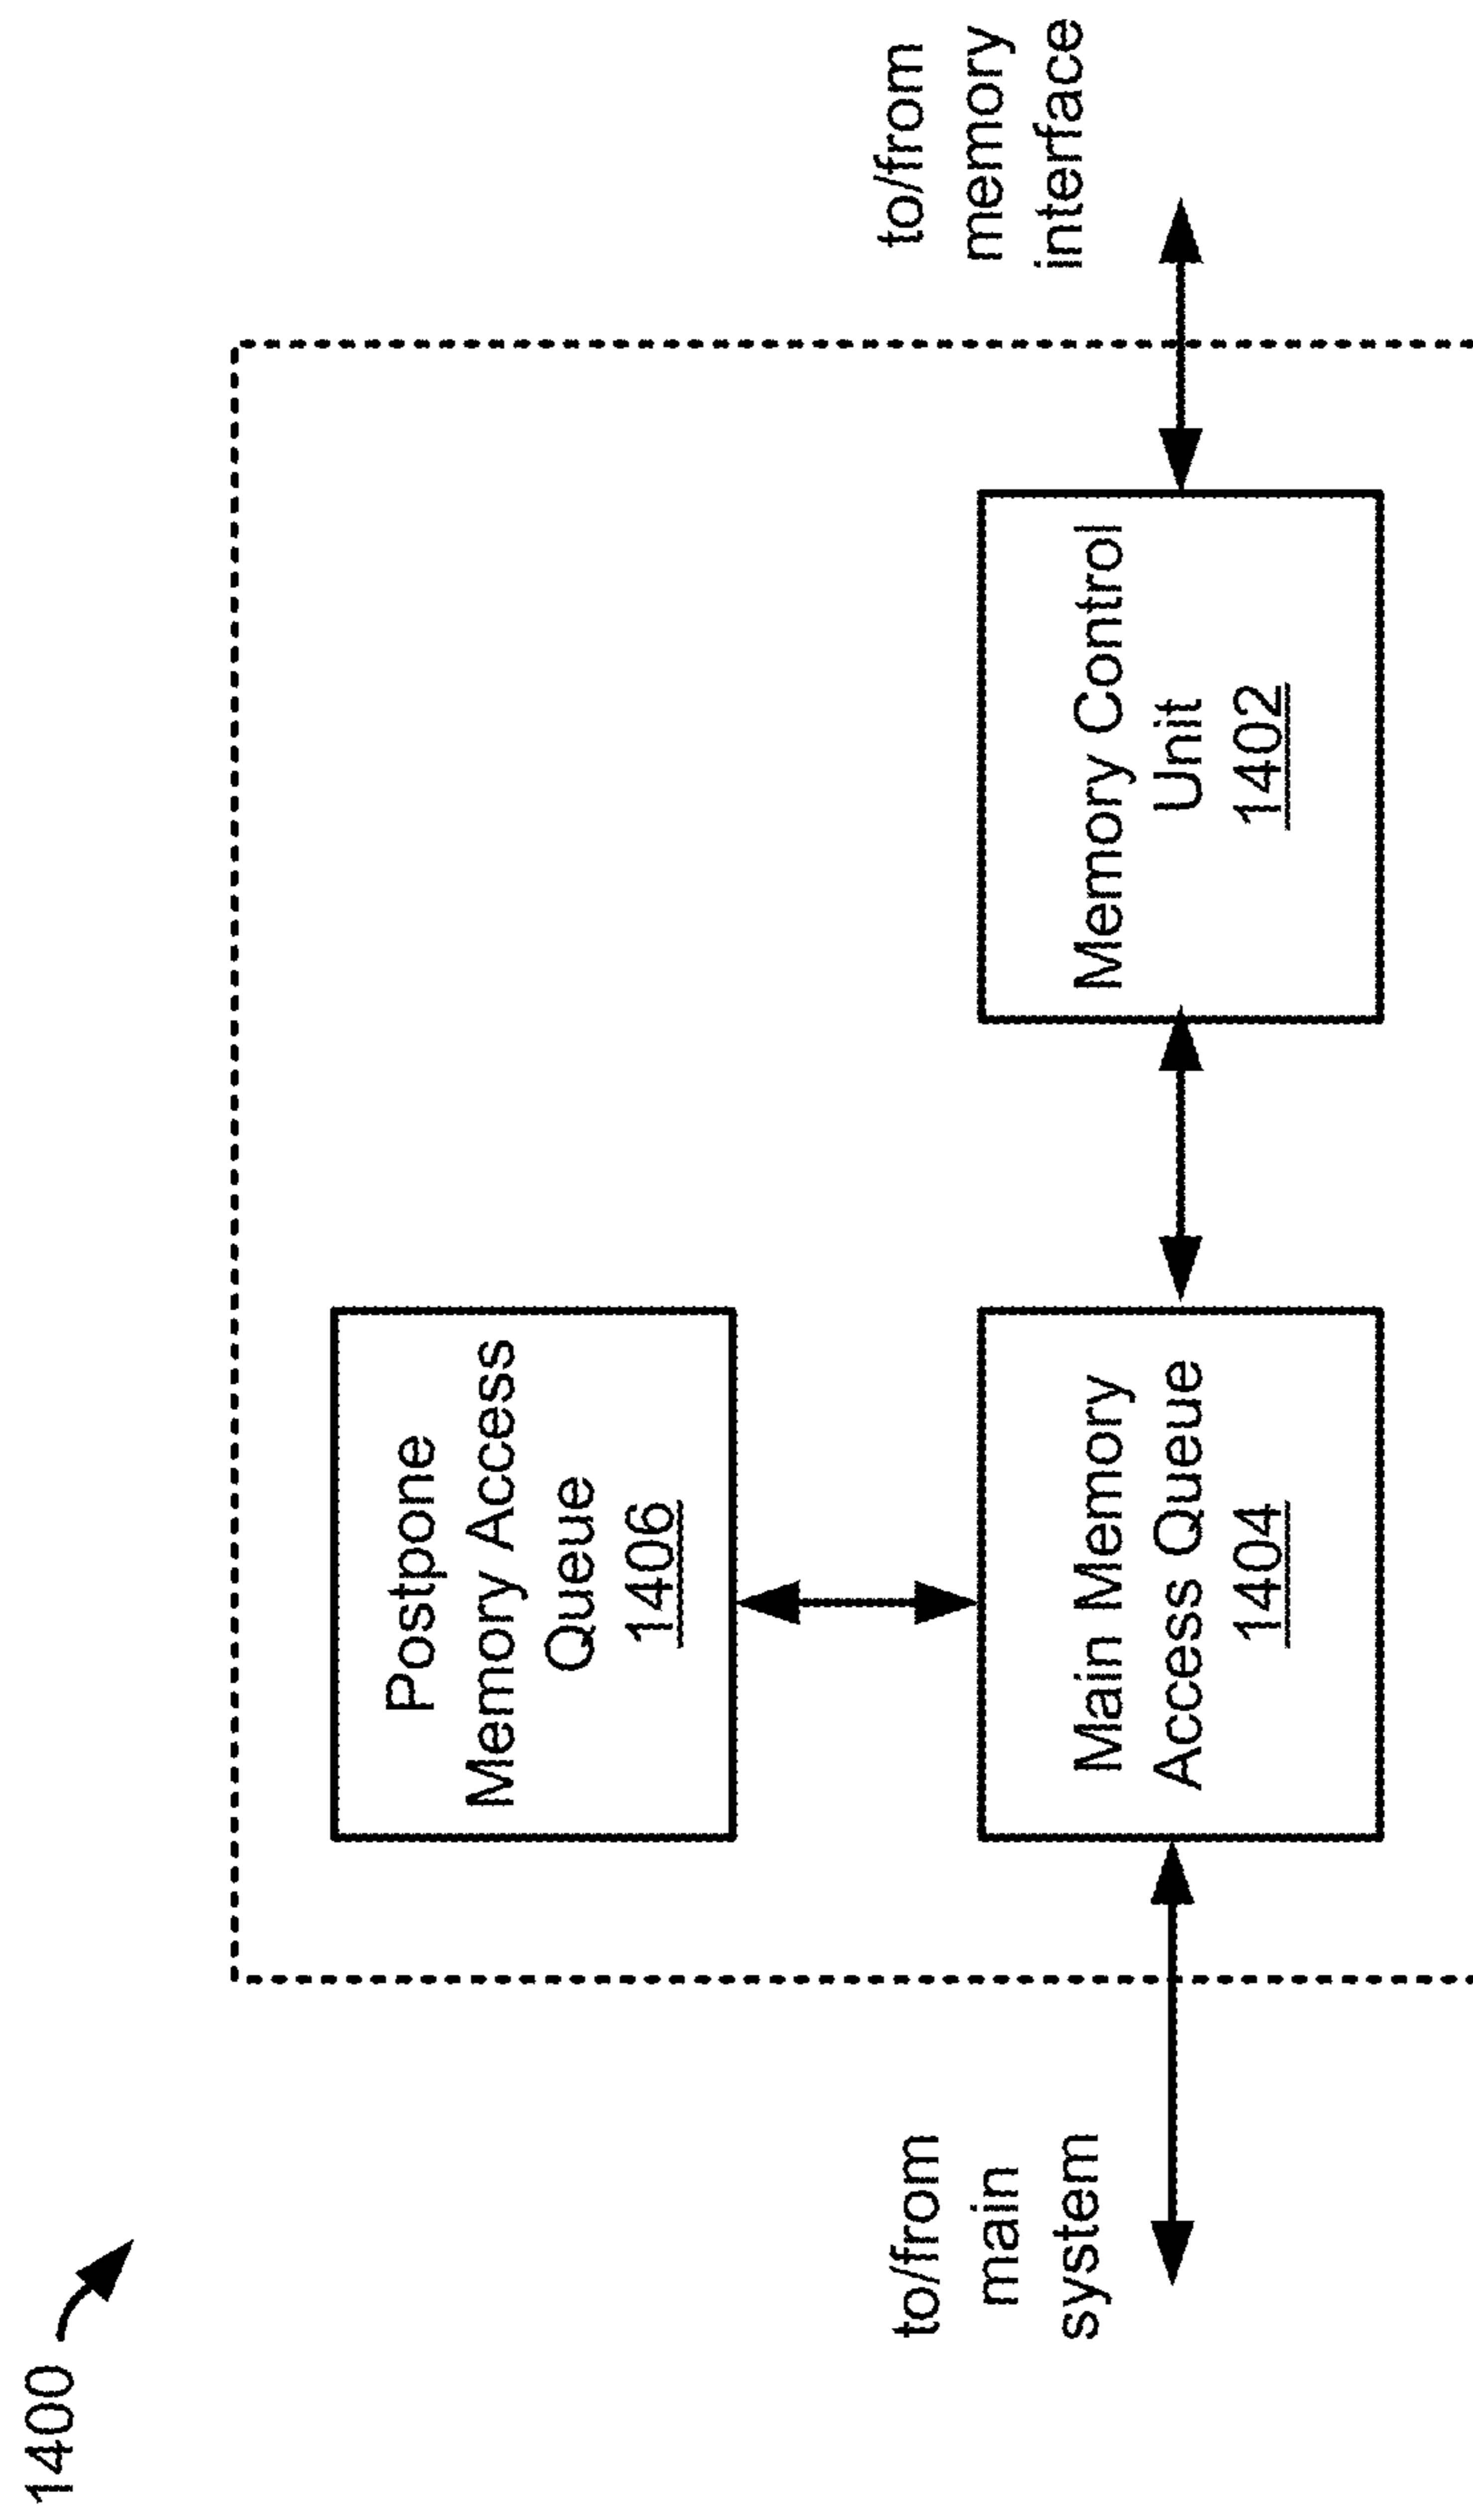 1400
Postpone
Memory Access
Queue
1406
to/from
main
system
Main Memory
Access Queue
1404
Memory Control
Unit
1402
to/from
memory
interface